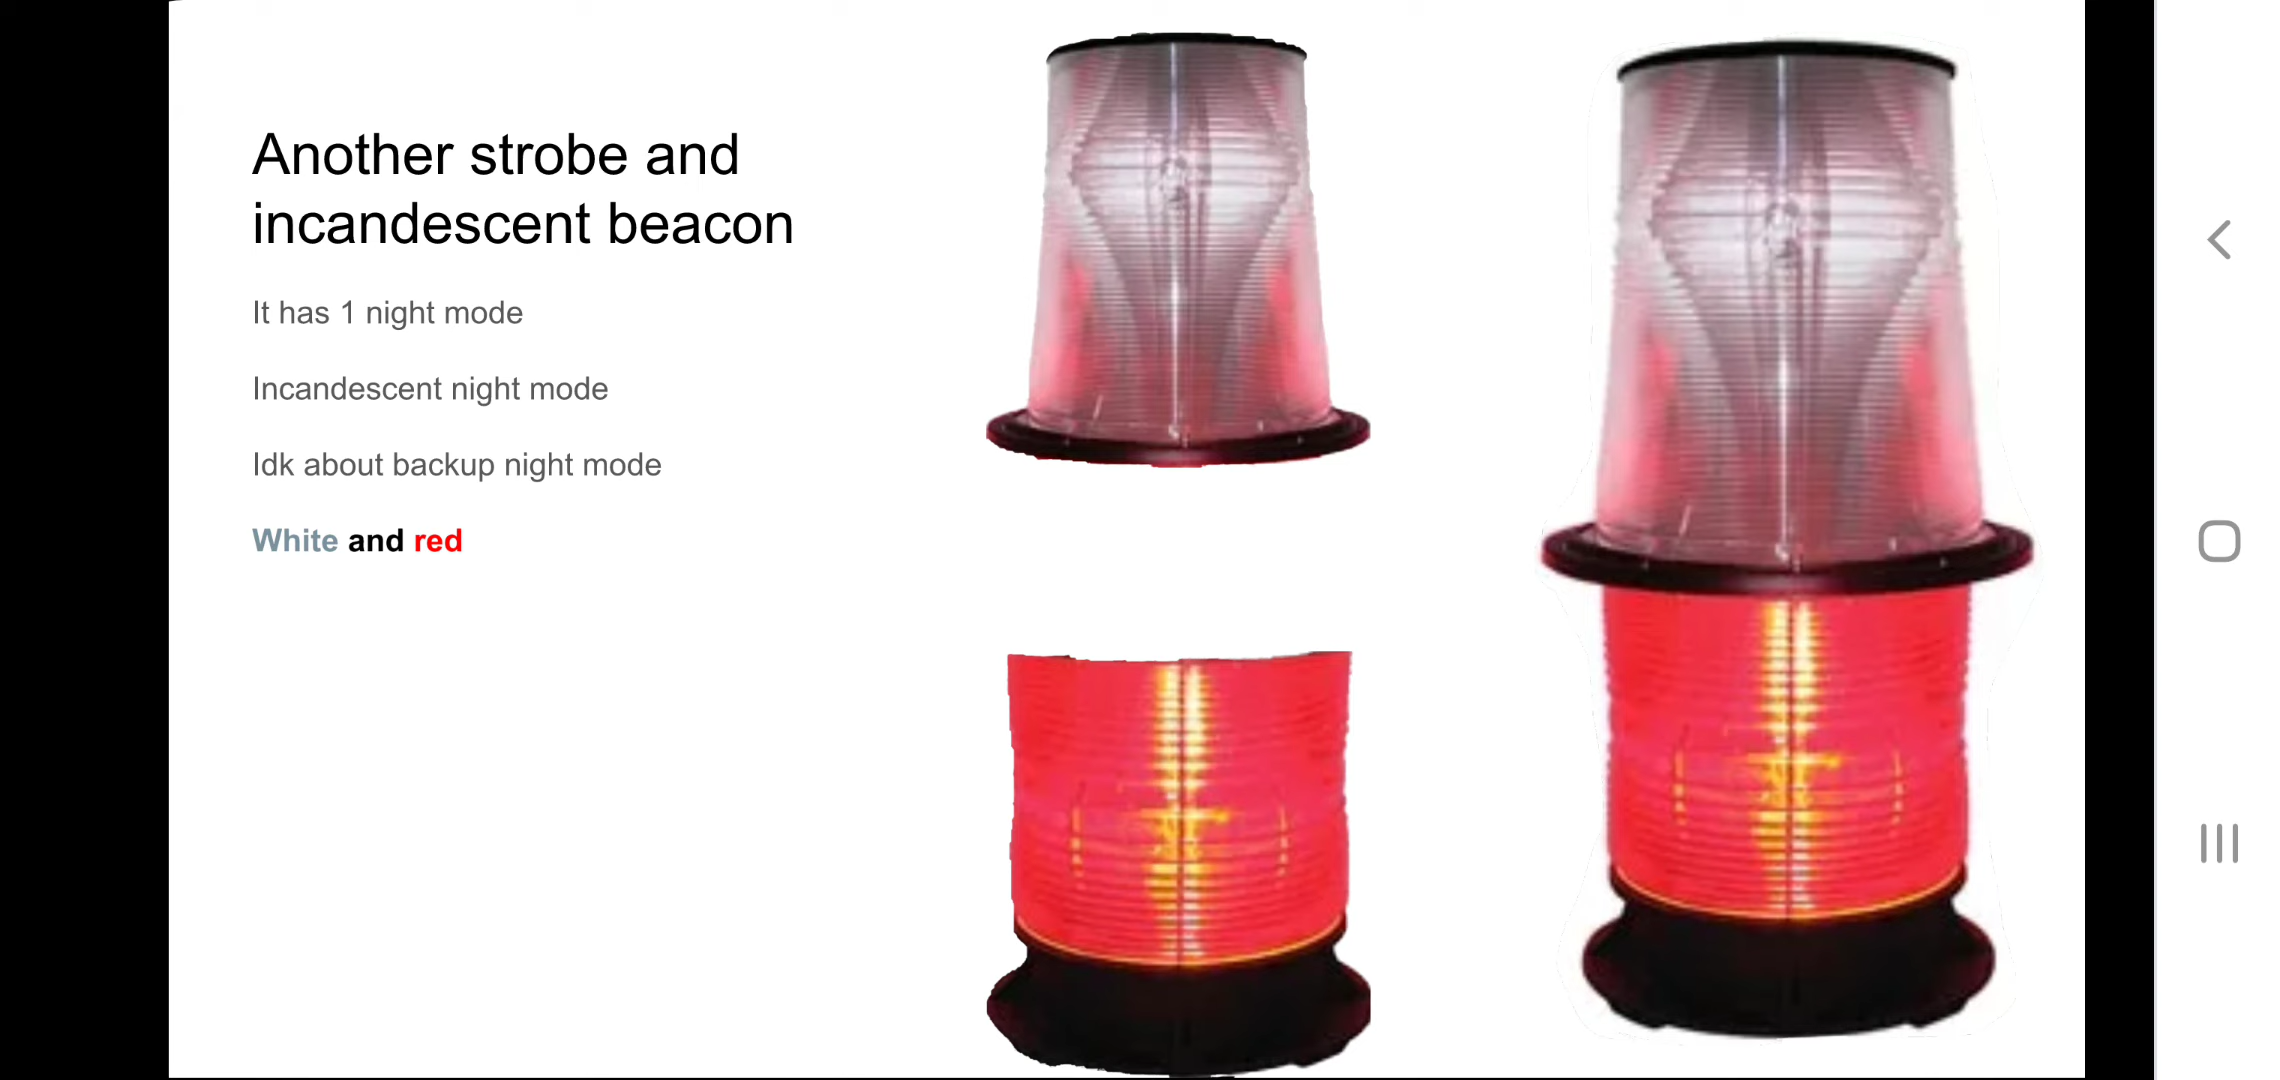 Another strobe and
incandescent beacon
It has 1 night mode
Incandescent night mode
Idk about backup night mode
White and red